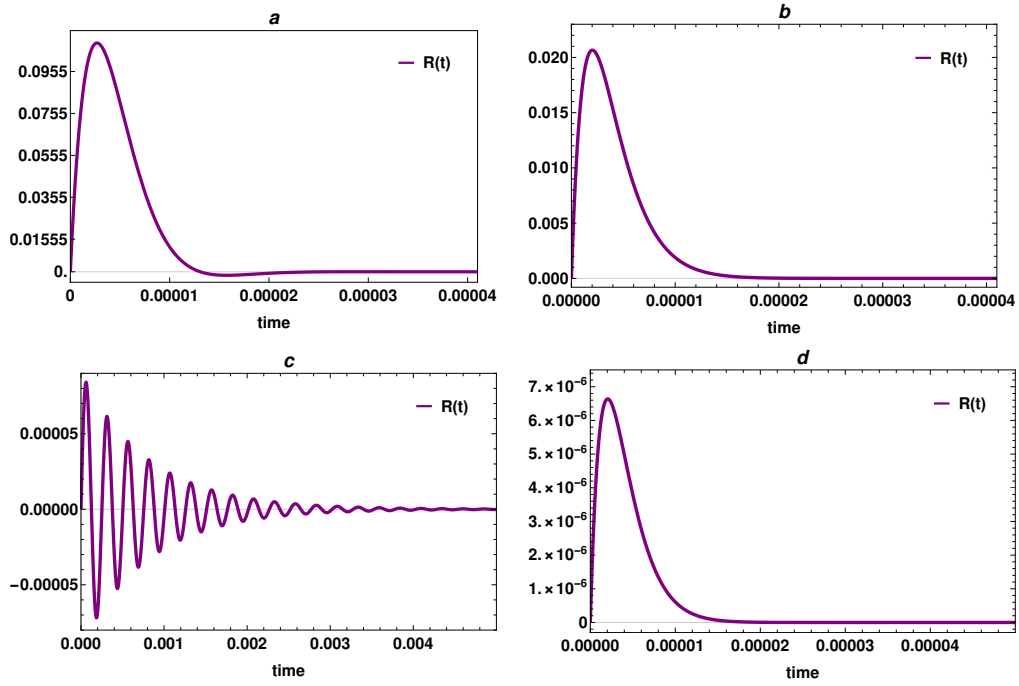 a
R(t)
0.0955
0.0755
0.0555
0.0355
0.01555
0.
0 0.00001 0.00002 0.00003 0.00004
time
b
R(t)
0.020
0.015
0.010
0.005
0.000
0.00000 0.00001 0.00002 0.00003 0.00004
time
c
R(t)
0.00005
0.00000
−0.00005
0.000 0.001 0.002 0.003 0.004
time
d
R(t)
7.×10⁻⁶
6.×10⁻⁶
5.×10⁻⁶
4.×10⁻⁶
3.×10⁻⁶
2.×10⁻⁶
1.×10⁻⁶
0
0.00000 0.00001 0.00002 0.00003 0.00004
time